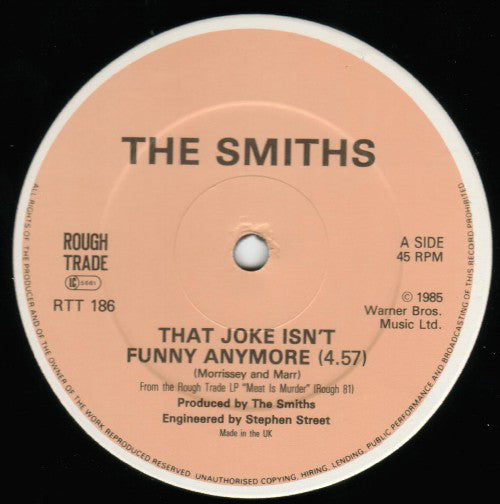 THE SMITHS
ROUGH
TRADE
LC 5661
RTT 186
A SIDE
45 RPM
© 1985
Warner Bros.
Music Ltd.
THAT JOKE ISN'T
FUNNY ANYMORE (4.57)
(Morrissey and Marr)
From the Rough Trade LP "Meat Is Murder" (Rough 81)
Produced by The Smiths
Engineered by Stephen Street
Made in the UK
ALL RIGHTS OF THE PRODUCER AND OF THE OWNER OF THE WORK REPRODUCED RESERVED. UNAUTHORISED COPYING, HIRING, LENDING, PUBLIC PERFORMANCE AND BROADCASTING OF THIS RECORD PROHIBITED